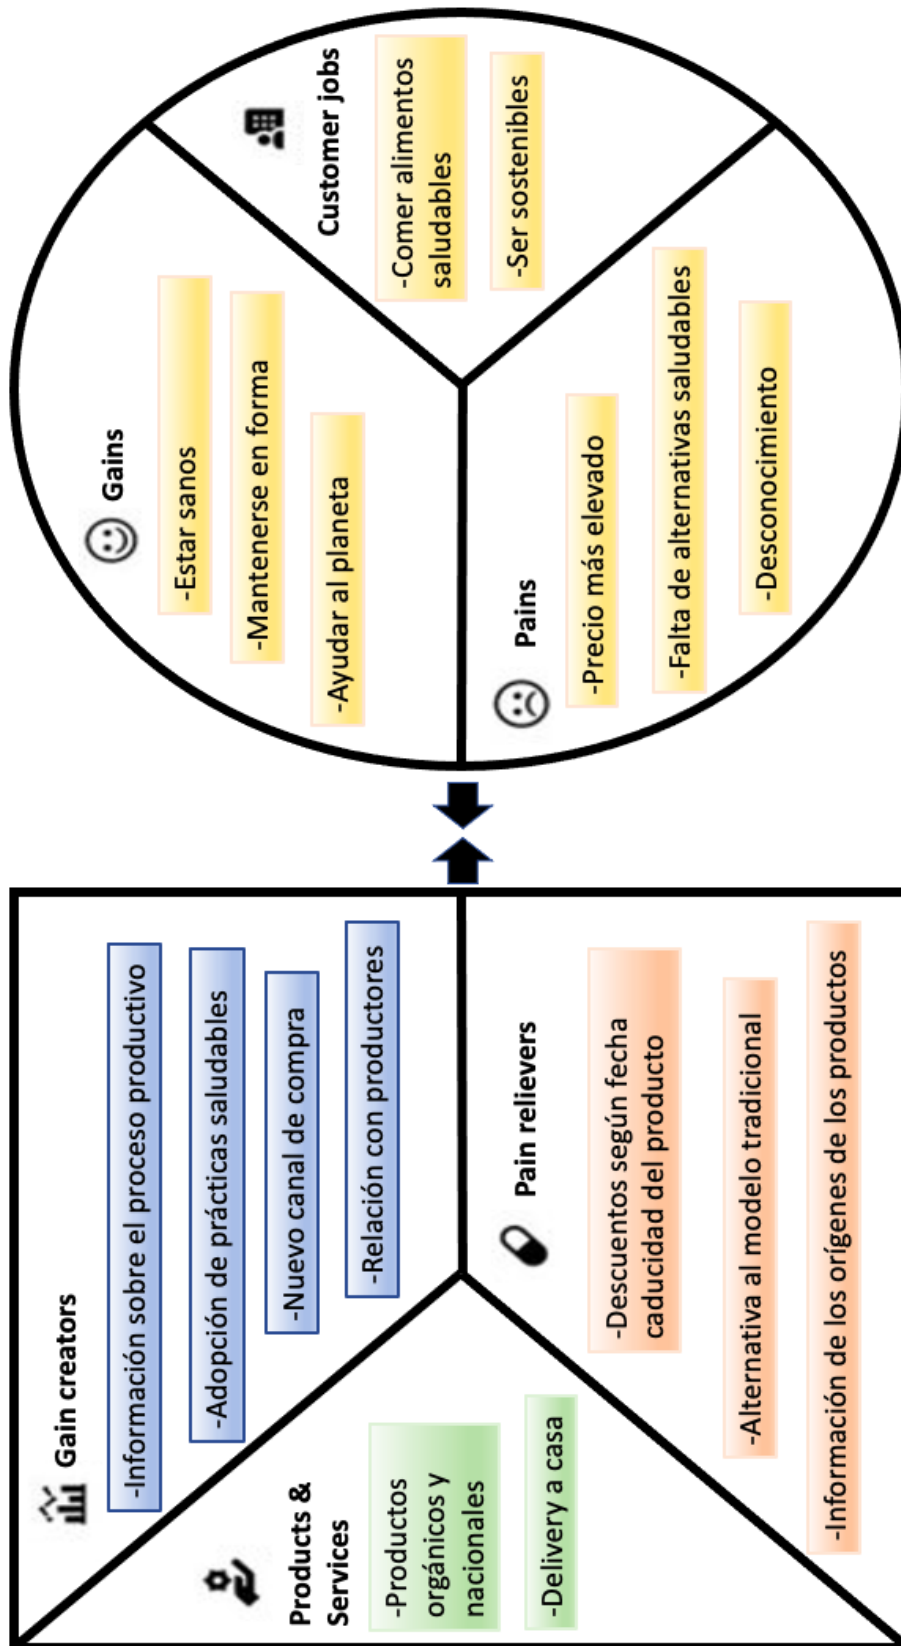 Gain creators
-Información sobre el proceso productivo
-Adopción de prácticas saludables
-Nuevo canal de compra
-Relación con productores
Products &
Services
-Productos
orgánicos y
nacionales
-Delivery a casa
Pain relievers
-Descuentos según fecha
caducidad del producto
-Alternativa al modelo tradicional
-Información de los orígenes de los productos
Gains
-Estar sanos
-Mantenerse en forma
-Ayudar al planeta
Customer jobs
-Comer alimentos
saludables
-Ser sostenibles
Pains
-Precio más elevado
-Falta de alternativas saludables
-Desconocimiento